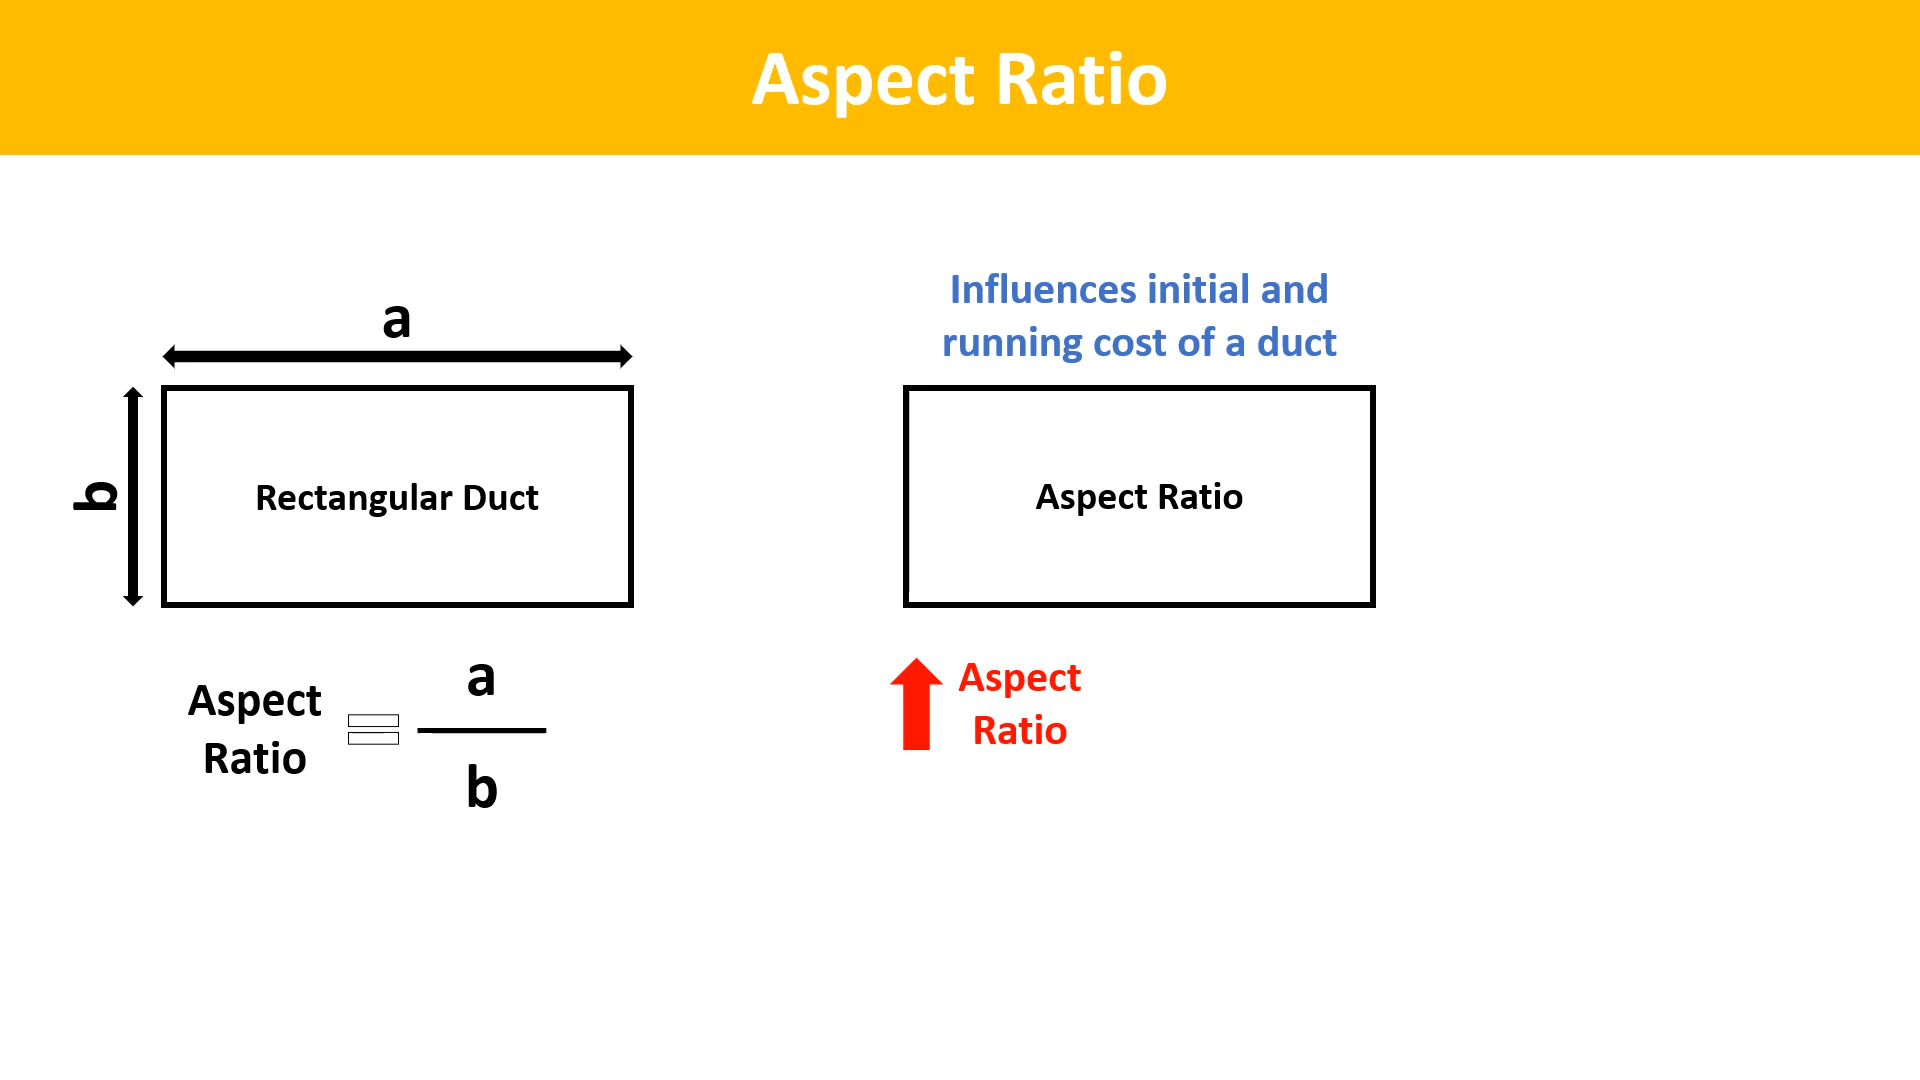 Aspect Ratio
a
b
Rectangular Duct
Aspect
Ratio
=
a
b
Influences initial and
running cost of a duct
Aspect Ratio
Aspect
Ratio